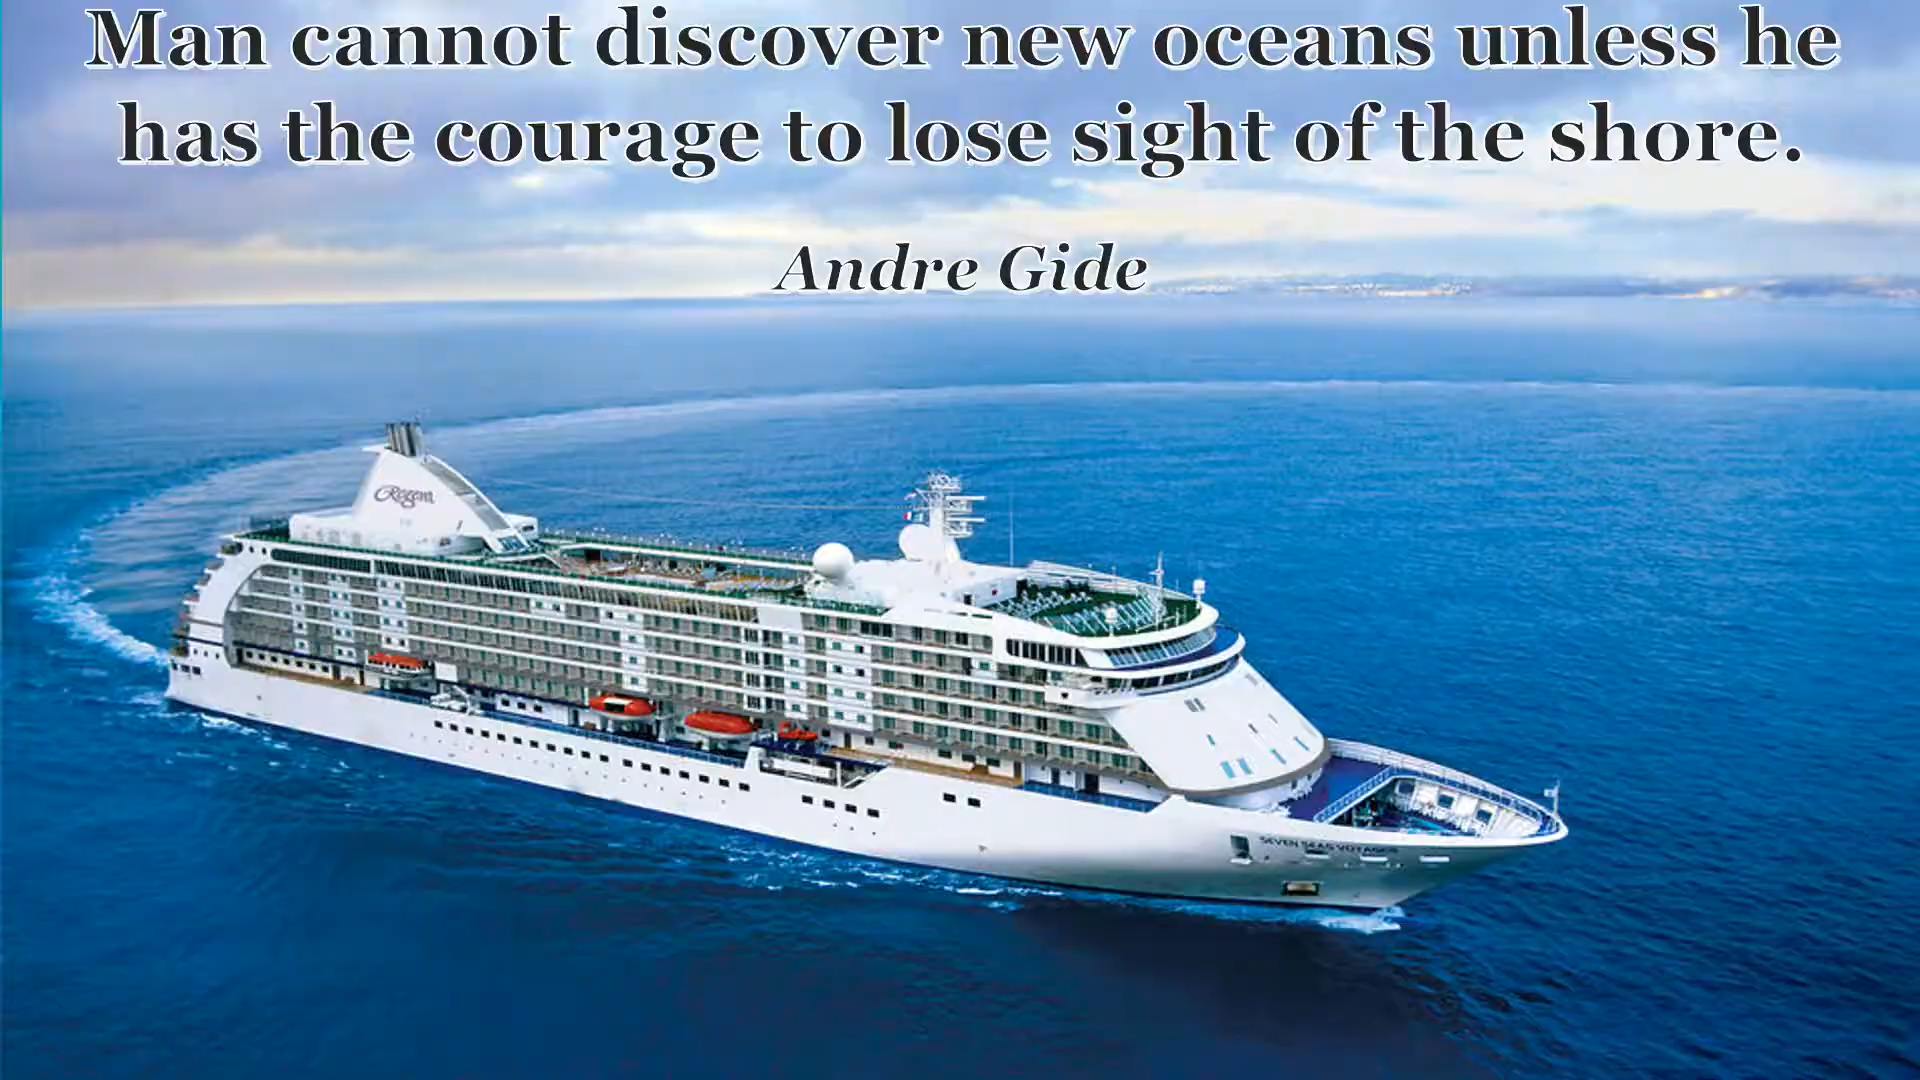 Man cannot discover new oceans unless he
has the courage to lose sight of the shore.
Andre Gide
Regent
SEVEN SEAS VOYAGER